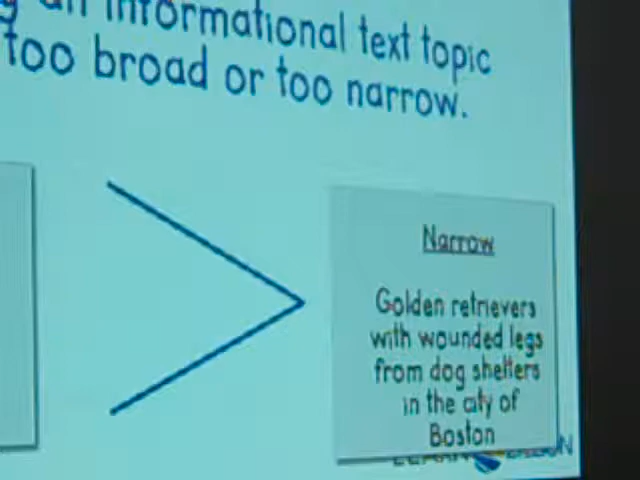 an informational text topic
too broad or too narrow.
Narrow
Golden retrievers
with wounded legs
from dog shelters
in the city of
Boston